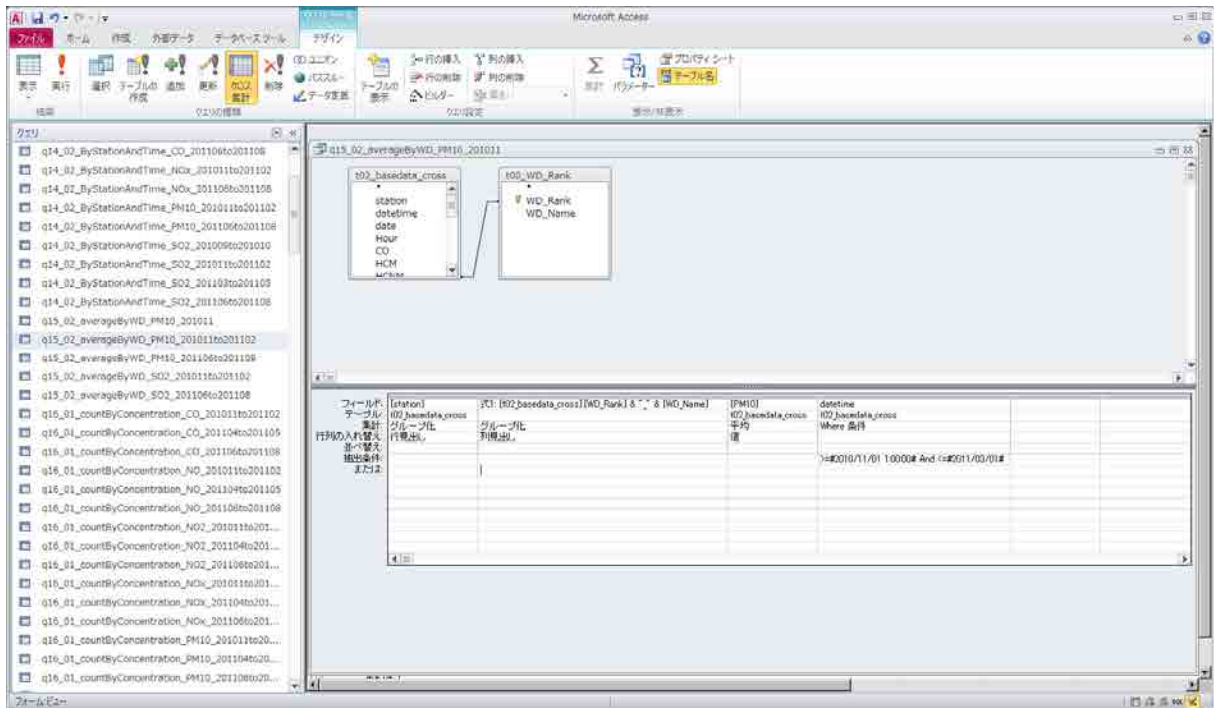 Microsoft Access
ファイル ホーム 作成 外部データ データベース ツール デザイン
表示 実行 選択 テーブルの作成 追加 更新 クロス集計 削除
ユニオン
パススルー
データ定義
テーブルの表示
行の挿入 列の挿入
行の削除 列の削除
ビルダー
集計 パラメーター
プロパティ シート
テーブル名
結果 クエリの種類 クエリ設定 表示/非表示
クエリ
q14_02_ByStationAndTime_CO_201106to201108
q14_02_ByStationAndTime_NOx_201011to201102
q14_02_ByStationAndTime_NOx_201106to201108
q14_02_ByStationAndTime_PM10_201011to201102
q14_02_ByStationAndTime_PM10_201106to201108
q14_02_ByStationAndTime_SO2_201009to201010
q14_02_ByStationAndTime_SO2_201011to201102
q14_02_ByStationAndTime_SO2_201103to201105
q14_02_ByStationAndTime_SO2_201106to201108
q15_02_averageByWD_PM10_201011
q15_02_averageByWD_PM10_201011to201102
q15_02_averageByWD_PM10_201106to201108
q15_02_averageByWD_SO2_201011to201102
q15_02_averageByWD_SO2_201106to201108
q16_01_countByConcentration_CO_201011to201102
q16_01_countByConcentration_CO_201104to201105
q16_01_countByConcentration_CO_201106to201108
q16_01_countByConcentration_NO_201011to201102
q16_01_countByConcentration_NO_201104to201105
q16_01_countByConcentration_NO_201106to201108
q16_01_countByConcentration_NO2_201011to201...
q16_01_countByConcentration_NO2_201104to201...
q16_01_countByConcentration_NO2_201106to201...
q16_01_countByConcentration_NOx_201011to201...
q16_01_countByConcentration_NOx_201104to201...
q16_01_countByConcentration_NOx_201106to201...
q16_01_countByConcentration_PM10_201011to20...
q16_01_countByConcentration_PM10_201104to20...
q16_01_countByConcentration_PM10_201106to20...
q15_02_averageByWD_PM10_201011
t02_basedata_cross
*
station
datetime
date
Hour
CO
HCM
HCNM
t00_WD_Rank
*
WD_Rank
WD_Name
フィールド: [station] 式1: [t02_basedata_cross].[WD_Rank] & "_" & [WD_Name] [PM10] datetime
テーブル: t02_basedata_cross t02_basedata_cross t02_basedata_cross
集計: グループ化 グループ化 平均 Where 条件
行列の入れ替え: 行見出し 列見出し 値
並べ替え:
抽出条件: >=#2010/11/01 1:00:00# And <=#2011/03/01#
または:
フォーム ビュー